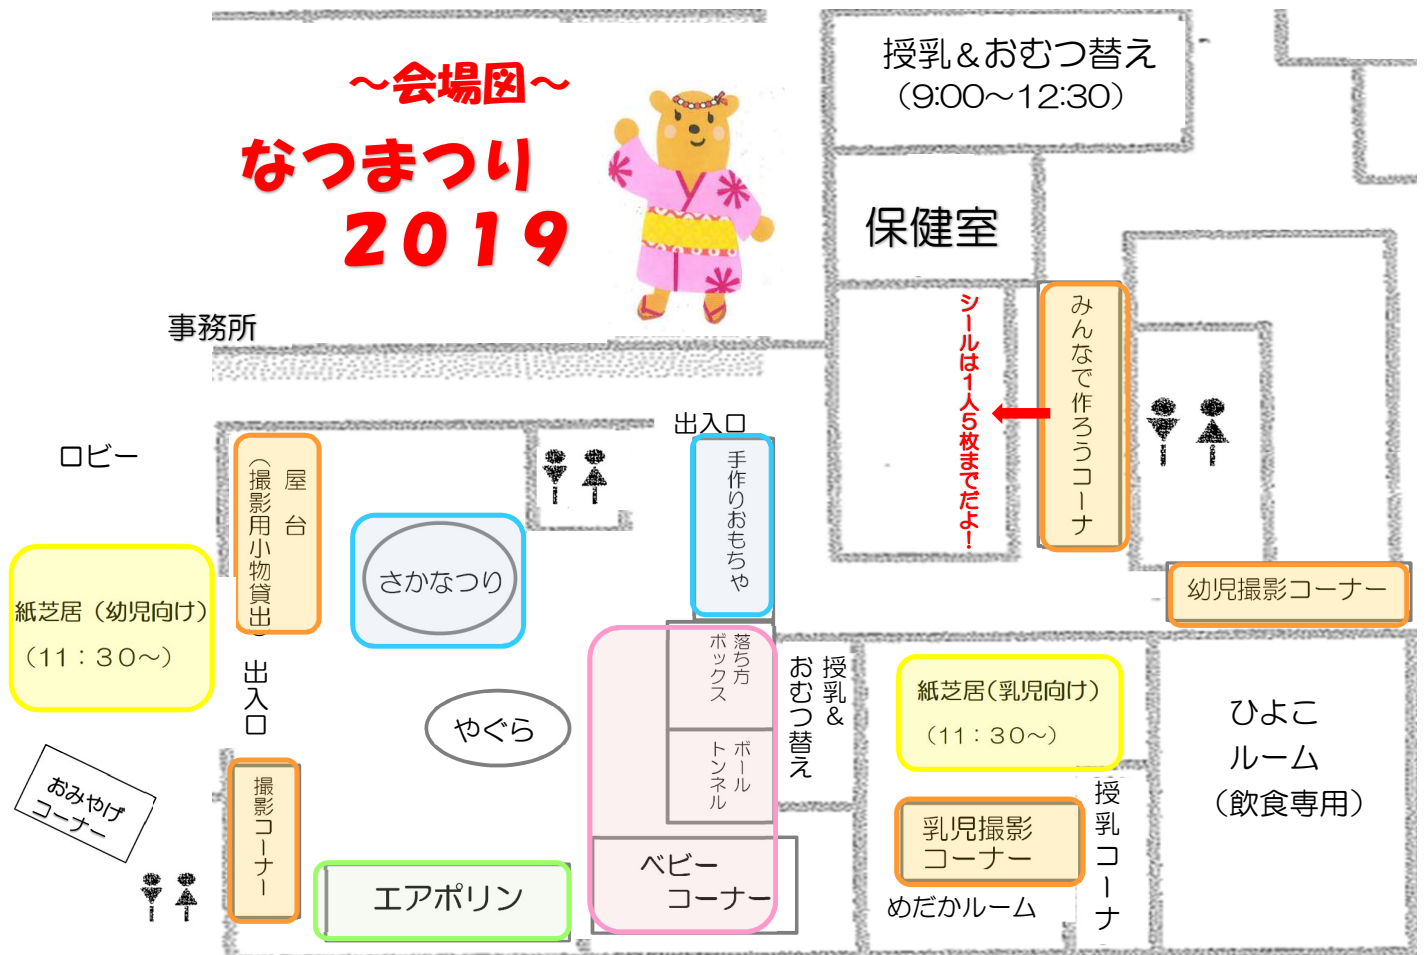 ~会場図~
なつまつり
2019
授乳&おむつ替え
(9:00~12:30)
保健室
事務所
シールは1人5枚までだよ!
みんなで作ろうコーナ
ロビー
出入口
屋 台
(撮影用小物貸出)
手作りおもちゃ
さかなつり
紙芝居(幼児向け)
(11:30~)
出入口
幼児撮影コーナー
落ち方
ボックス
授乳&
おむつ替え
紙芝居(乳児向け)
(11:30~)
ひよこ
ルーム
(飲食専用)
やぐら
ボール
トンネル
おみやげ
コーナー
撮影コーナー
エアポリン
ベビー
コーナー
乳児撮影
コーナー
めだかルーム
授乳コーナ